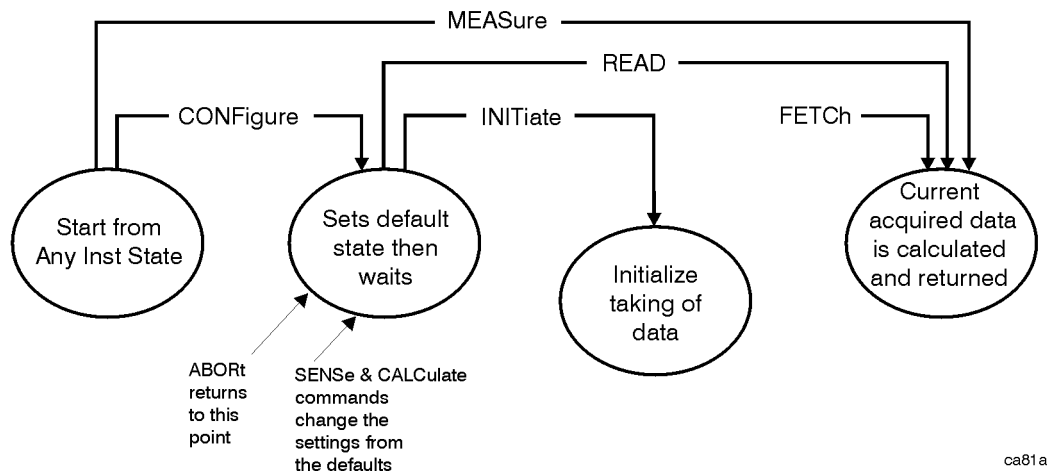 MEASure
READ
CONFigure
INITiate
FETCh
Start from
Any Inst State
Sets default
state then
waits
Initialize
taking of
data
Current
acquired data
is calculated
and returned
ABORt
returns
to this
point
SENSe & CALCulate
commands
change the
settings from
the defaults
ca81a